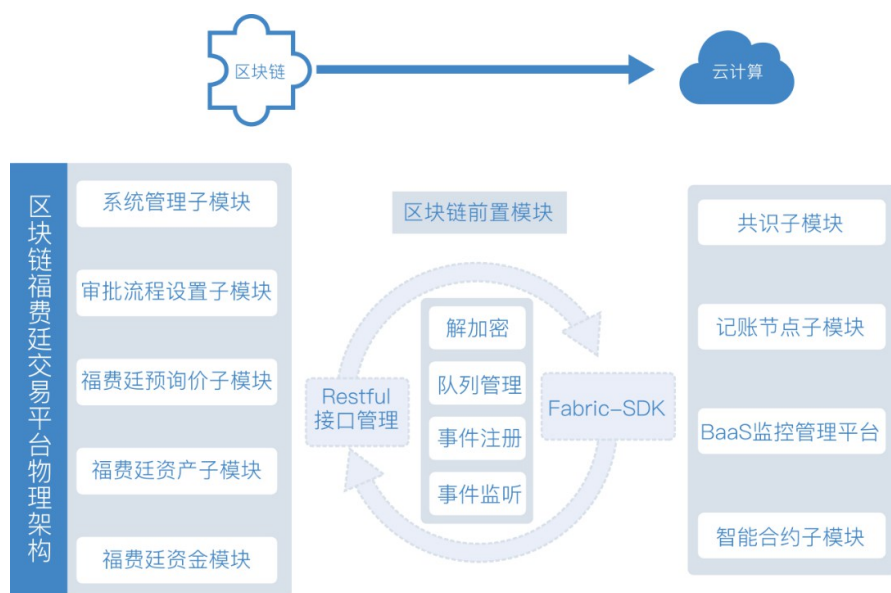 区块链
云计算
区块链福费廷交易平台物理架构
系统管理子模块
审批流程设置子模块
福费廷预询价子模块
福费廷资产子模块
福费廷资金模块
区块链前置模块
Restful
接口管理
解加密
队列管理
事件注册
事件监听
Fabric-SDK
共识子模块
记账节点子模块
BaaS监控管理平台
智能合约子模块